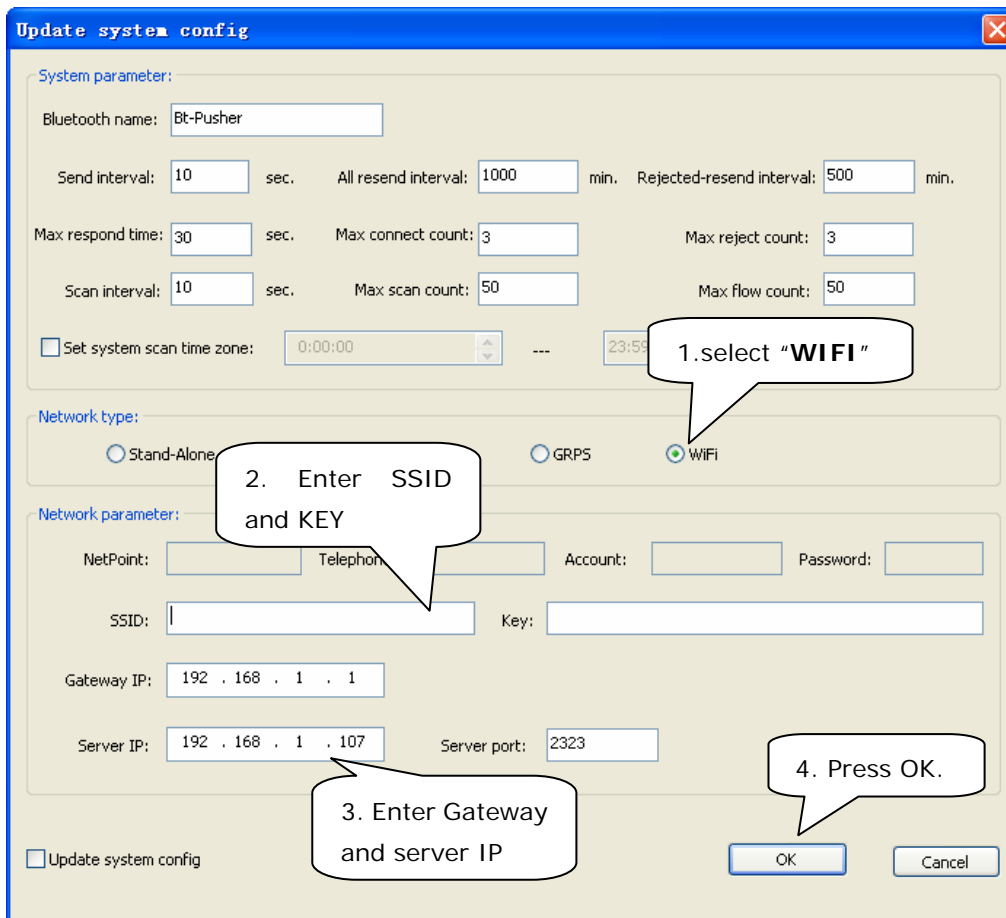 Update system config
System parameter:
Bluetooth name: Bt-Pusher
Send interval: 10 sec. All resend interval: 1000 min. Rejected-resend interval: 500 min.
Max respond time: 30 sec. Max connect count: 3 Max reject count: 3
Scan interval: 10 sec. Max scan count: 50 Max flow count: 50
Set system scan time zone: 0:00:00 --- 23:59
1.select “WIFI”
Network type:
Stand-Alone GRPS WiFi
2. Enter SSID
and KEY
Network parameter:
NetPoint: Telephon Account: Password:
SSID: Key:
Gateway IP: 192 . 168 . 1 . 1
Server IP: 192 . 168 . 1 . 107 Server port: 2323
4. Press OK.
3. Enter Gateway
and server IP
Update system config OK Cancel